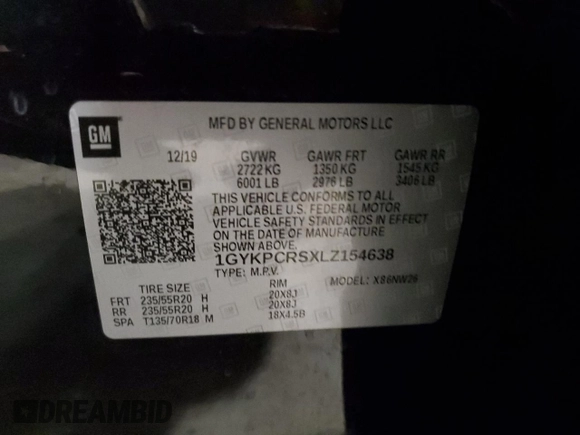 GM
MFD BY GENERAL MOTORS LLC
12/19 GVWR GAWR FRT GAWR RR
2722 KG 1350 KG 1545 KG
6001 LB 2976 LB 3406 LB
THIS VEHICLE CONFORMS TO ALL
APPLICABLE U.S. FEDERAL MOTOR
VEHICLE SAFETY STANDARDS IN EFFECT
ON THE DATE OF MANUFACTURE
SHOWN ABOVE.
1GYKPCRSXLZ154638
TYPE: M.P.V. MODEL: X86NW26
TIRE SIZE RIM
FRT 235/55R20 H 20X8J
RR 235/55R20 H 20X8J
SPA T135/70R18 M 18X4.5B
DREAMBID